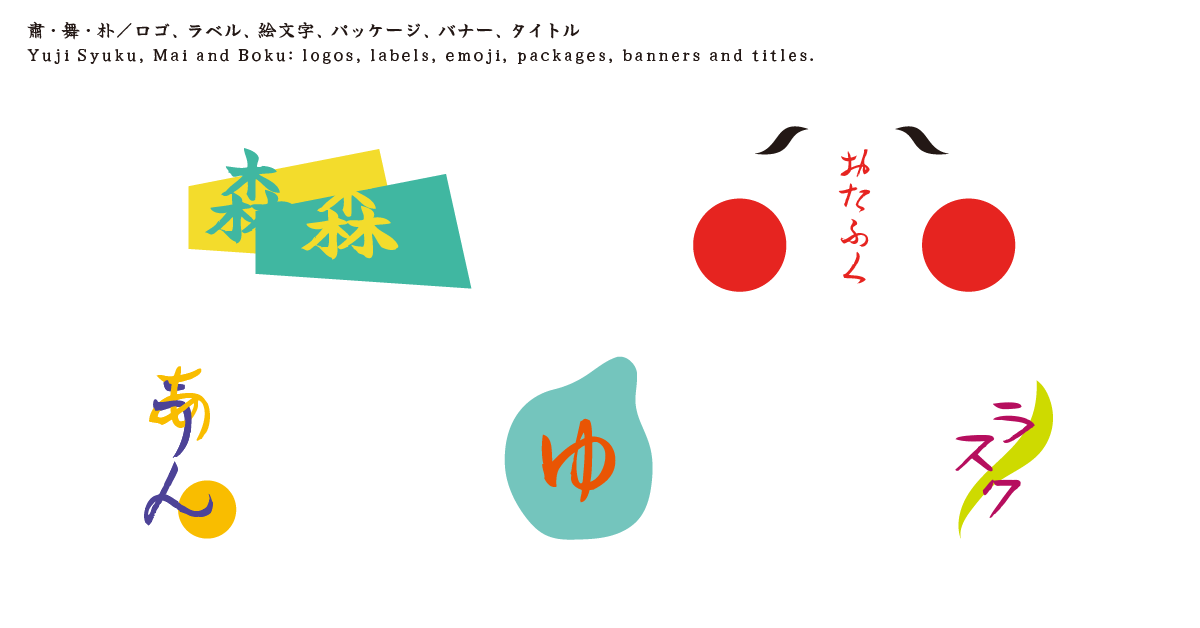 肅・舞・朴／ロゴ、ラベル、絵文字、パッケージ、バナー、タイトル
Yuji Syuku, Mai and Boku: logos, labels, emoji, packages, banners and titles.
森 森
おたふく
あうん
ゆ
ラスク